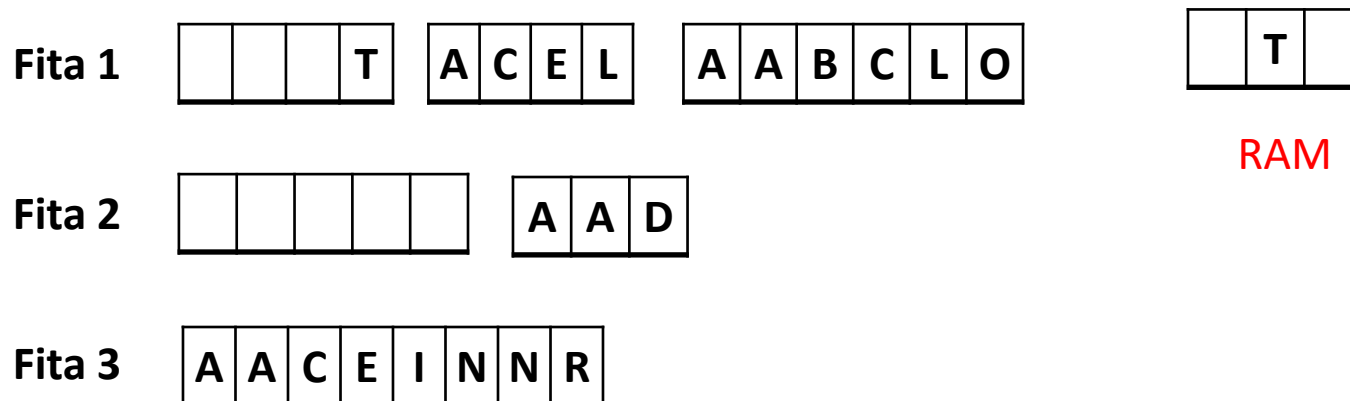 Fita 1 T A C E L A A B C L O T
RAM
Fita 2 A A D
Fita 3 A A C E I N N R